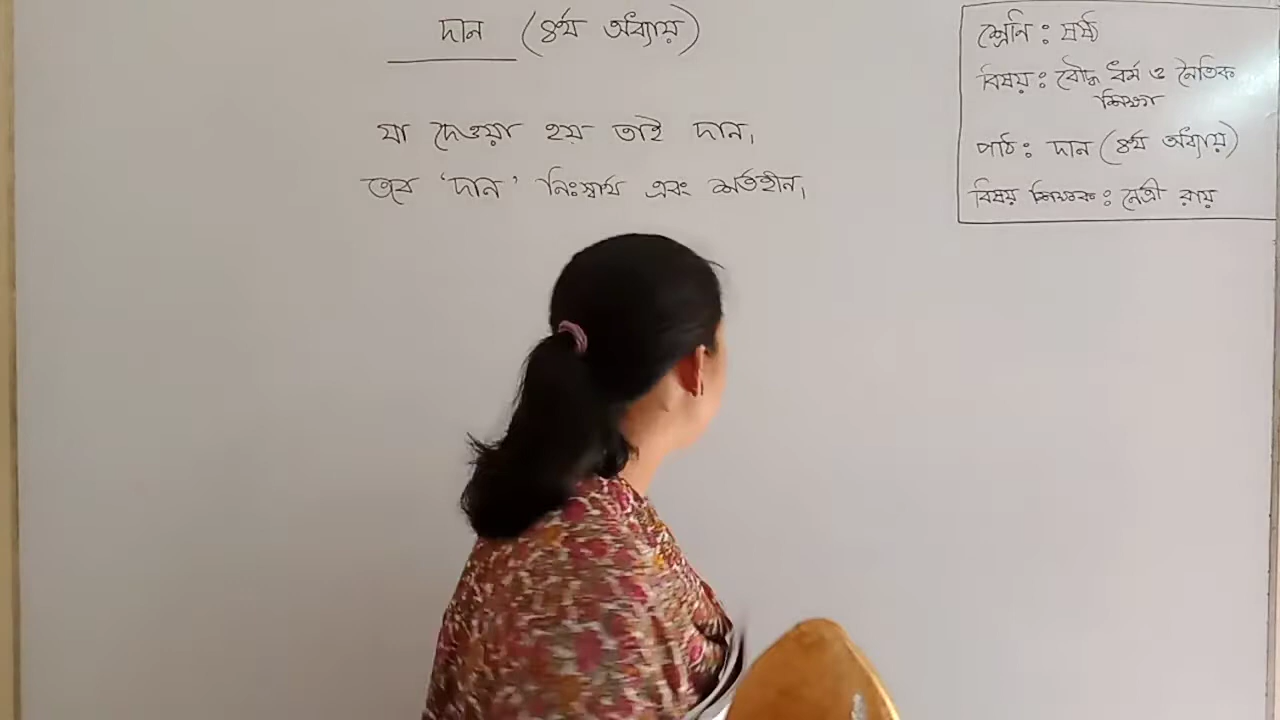 দান (৪র্থ অধ্যায়)
যা দেওয়া হয় তাই দান।
তবে 'দান' নিঃস্বার্থ এবং শর্তহীন।
শ্রেনি : ষষ্ঠ
বিষয় : বৌদ্ধ ধর্ম ও নৈতিক
শিক্ষা
পাঠ : দান (৪র্থ অধ্যায়)
বিষয় শিক্ষক : নেত্রী রায়